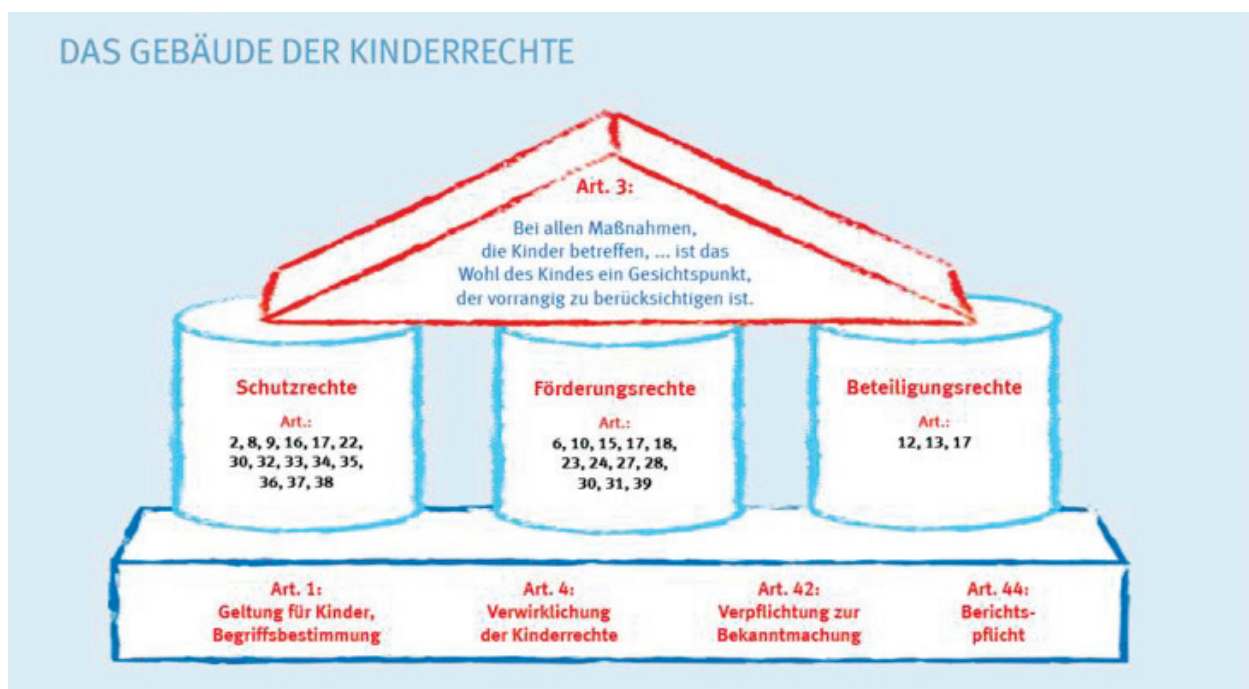 DAS GEBÄUDE DER KINDERRECHTE
Art. 3:
Bei allen Maßnahmen,
die Kinder betreffen, ... ist das
Wohl des Kindes ein Gesichtspunkt,
der vorrangig zu berücksichtigen ist.
Schutzrechte
Art.:
2, 8, 9, 16, 17, 22,
30, 32, 33, 34, 35,
36, 37, 38
Förderungsrechte
Art.:
6, 10, 15, 17, 18,
23, 24, 27, 28,
30, 31, 39
Beteiligungsrechte
Art.:
12, 13, 17
Art. 1:
Geltung für Kinder,
Begriffsbestimmung
Art. 4:
Verwirklichung
der Kinderrechte
Art. 42:
Verpflichtung zur
Bekanntmachung
Art. 44:
Berichts-
pflicht